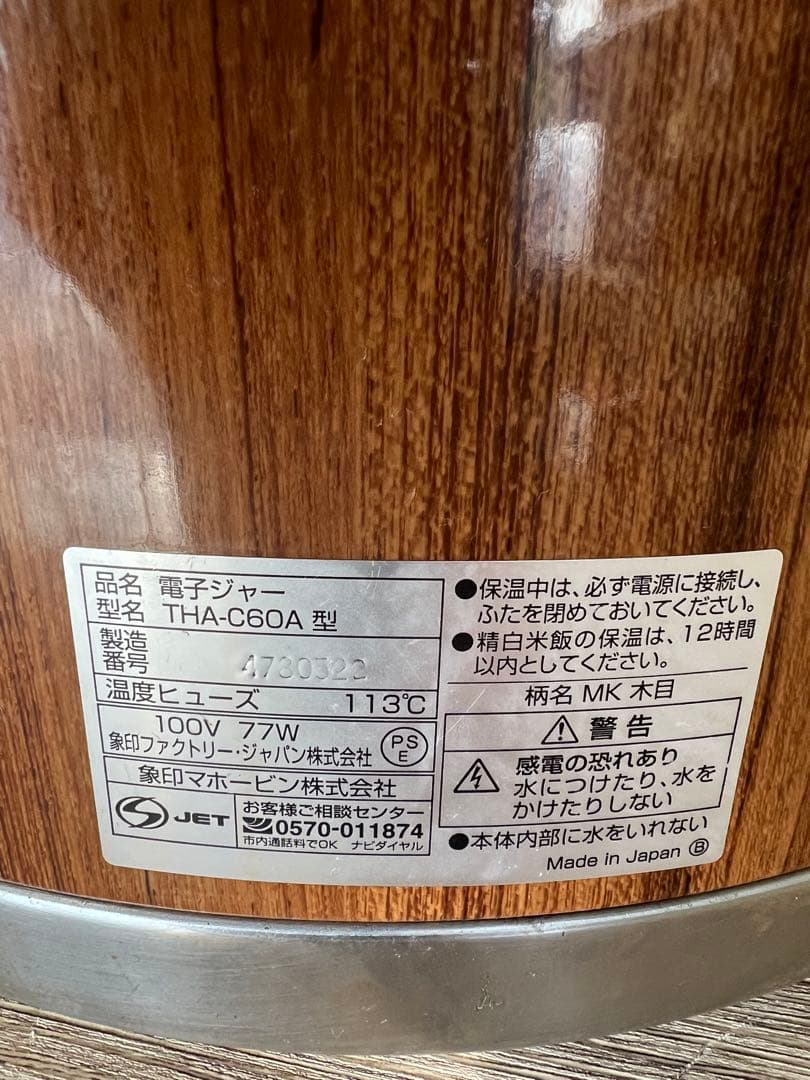 品名 電子ジャー
型名 THA-C60A 型
製造
番号 4730322
温度ヒューズ 113℃
100V 77W
象印ファクトリー・ジャパン株式会社
PS
E
象印マホービン株式会社
JET
お客様ご相談センター
0570-011874
市内通話料でOK ナビダイヤル
●保温中は、必ず電源に接続し、
ふたを閉めておいてください。
●精白米飯の保温は、12時間
以内としてください。
柄名 MK 木目
警告
感電の恐れあり
水につけたり、水を
かけたりしない
●本体内部に水をいれない
Made in Japan Ⓑ